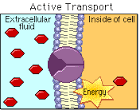 Active Transport
Extracellular
fluid
Inside of cell
Energy